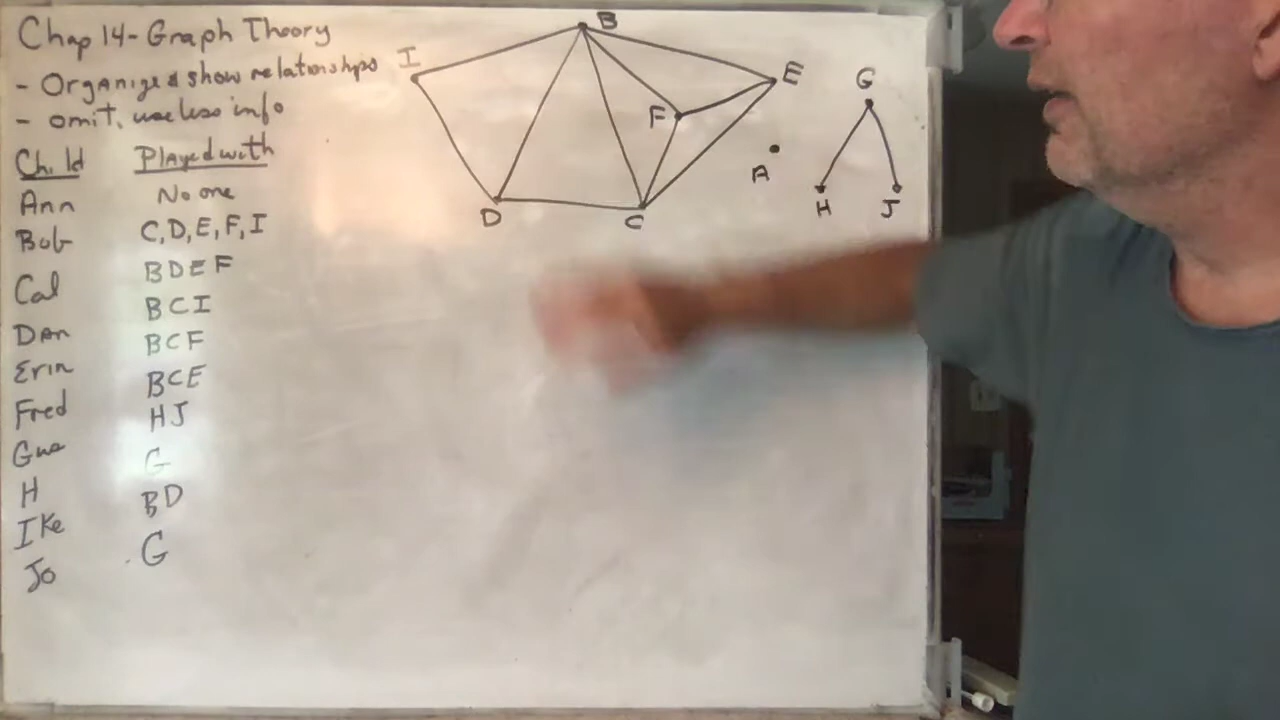 Chap 14- Graph Theory
- Organize & show relationships
- omit useless info
Child Played with
Ann No one
Bob C, D, E, F, I
Cal B D E F
Dan B C I
Erin B C F
Fred B C E
Gus H J
H G
Ike B D
Jo G
B
I
E
G
F
A
H
J
D
C